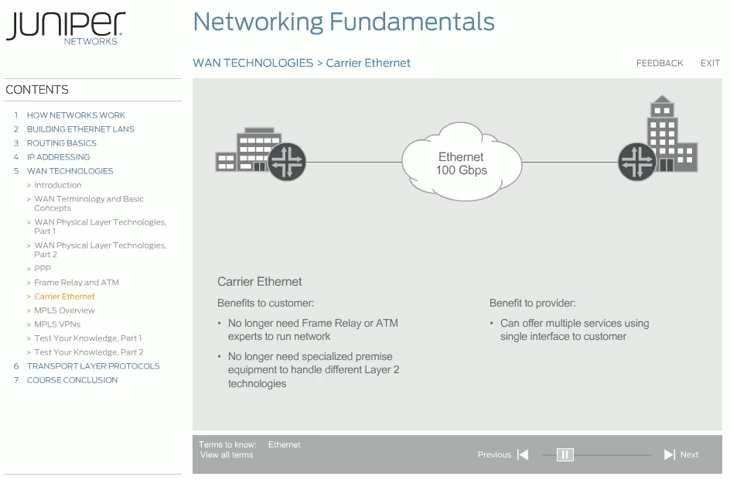 JUNIPER
NETWORKS
Networking Fundamentals
WAN TECHNOLOGIES > Carrier Ethernet
FEEDBACK
EXIT
CONTENTS
1 HOW NETWORKS WORK
2 BUILDING ETHERNET LANS
3 ROUTING BASICS
4 IP ADDRESSING
5 WAN TECHNOLOGIES
> Introduction
> WAN Terminology and Basic
Concepts
> WAN Physical Layer Technologies,
Part 1
> WAN Physical Layer Technologies,
Part 2
> PPP
> Frame Relay and ATM
> Carrier Ethernet
> MPLS Overview
> MPLS VPNs
> Test Your Knowledge, Part 1
> Test Your Knowledge, Part 2
6 TRANSPORT LAYER PROTOCOLS
7 COURSE CONCLUSION
Ethernet
100 Gbps
Carrier Ethernet
Benefits to customer:
• No longer need Frame Relay or ATM
experts to run network
• No longer need specialized premise
equipment to handle different Layer 2
technologies
Benefit to provider:
• Can offer multiple services using
single interface to customer
Terms to know: Ethernet
View all terms
Previous
Next